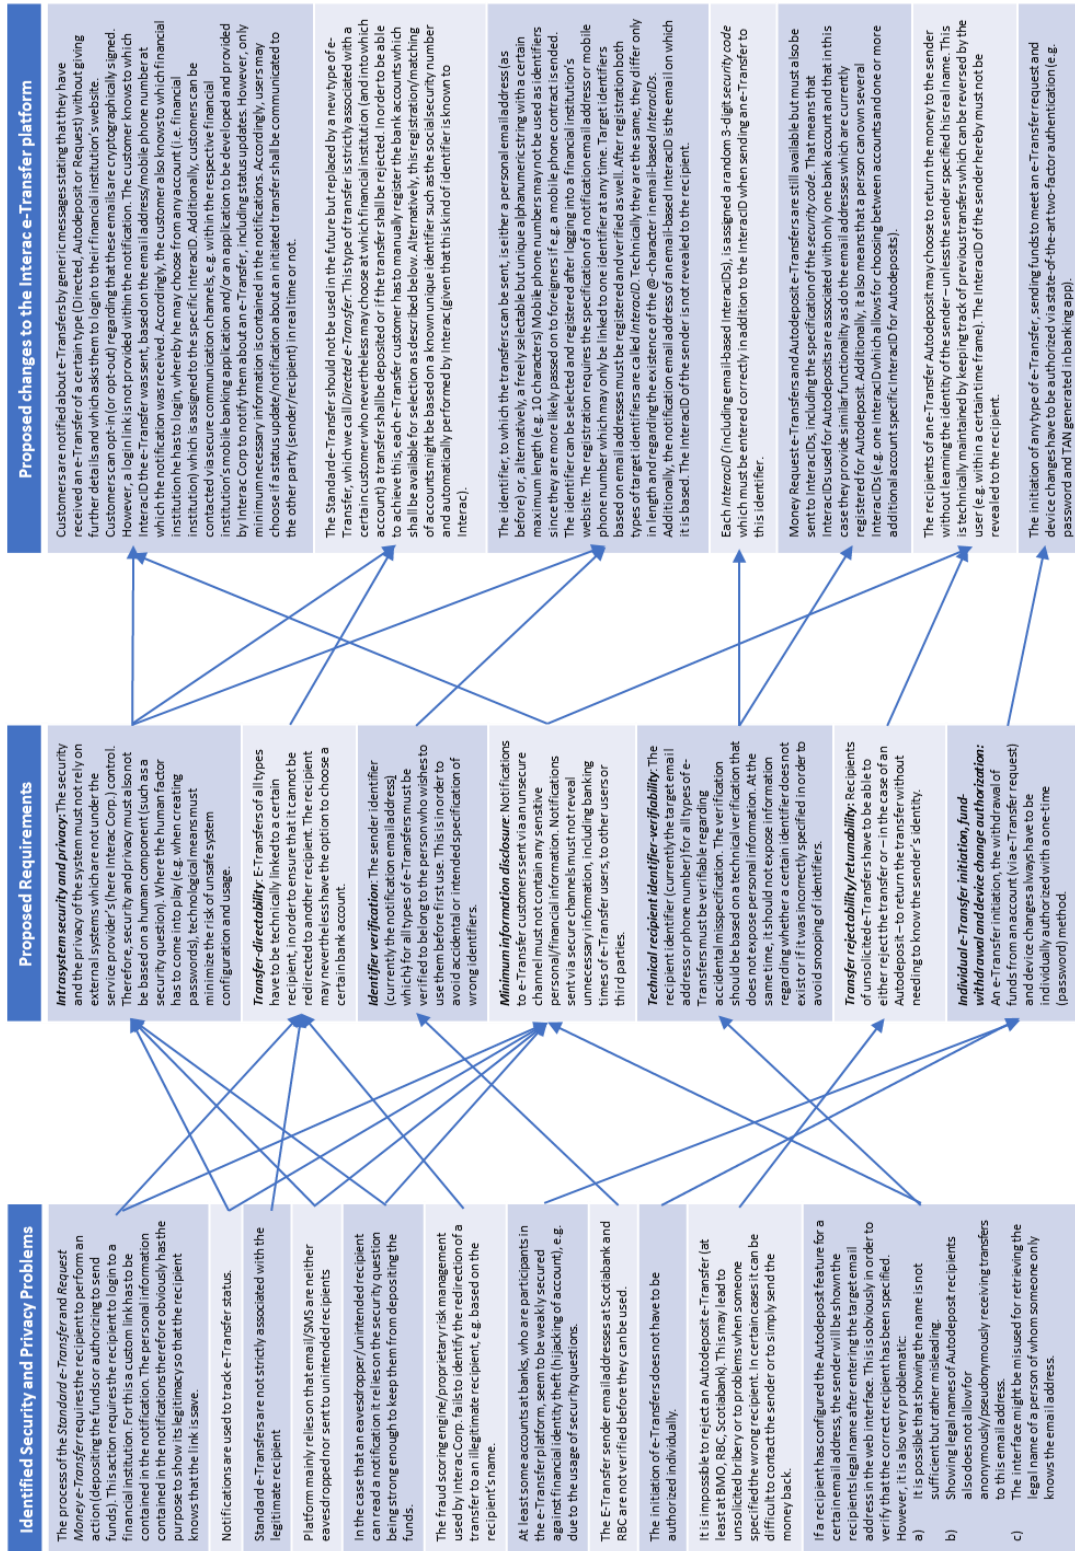 Identified Security and Privacy Problems
The process of the Standard e-Transfer and Request
Money e-Transfer requires the recipient to perform an
action (depositing the funds or authorizing to send
funds). This action requires the recipient to login to a
financial institution. For this a custom link has to be
contained in the notification. The personal information
contained in the notifications therefore obviously has the
purpose to show its legitimacy so that the recipient
knows that the link is save.
Notifications are used to track e-Transfer status.
Standard e-Transfers are not strictly associated with the
legitimate recipient
Platform mainly relies on that email/SMS are neither
eavesdropped nor sent to unintended recipients
In the case that an eavesdropper/unintended recipient
can read a notification it relies on the security question
being strong enough to keep them from depositing the
funds.
The fraud scoring engine/proprietary risk management
used by Interac Corp. fails to identify the redirection of a
transfer to an illegitimate recipient, e.g. based on the
recipient's name.
At least some accounts at banks, who are participants in
the e-Transfer platform, seem to be weakly secured
against financial identity theft (hijacking of account), e.g.
due to the usage of security questions.
The E-Transfer sender email addresses at Scotiabank and
RBC are not verified before they can be used.
The initiation of e-Transfers does not have to be
authorized individually.
It is impossible to reject an Autodeposit e-Transfer (at
least at BMO, RBC, Scotiabank). This may lead to
unsolicited bribery or to problems when someone
specified the wrong recipient. In certain cases it can be
difficult to contact the sender or to simply send the
money back.
If a recipient has configured the Autodeposit feature for a
certain email address, the sender will be shown the
recipients legal name after entering the target email
address in the web interface. This is obviously in order to
verify that the correct recipient has been specified.
However, it is also very problematic:
a) It is possible that showing the name is not
sufficient but rather misleading.
b) Showing legal names of Autodeposit recipients
also does not allow for
anonymously/pseudonymously receiving transfers
to this email address.
c) The interface might be misused for retrieving the
legal name of a person of whom someone only
knows the email address.
Proposed Requirements
Introsystem security and privacy: The security
and the privacy of the system must not rely on
external systems which are not under the
service provider's (here Interac Corp.) control.
Therefore, security and privacy must also not
be based on a human component (such as a
security question). Where the human factor
has to come into play (e.g. when creating
passwords), technological means must
minimize the risk of unsafe system
configuration and usage.
Transfer-directability: E-Transfers of all types
have to be technically linked to a certain
recipient, in order to ensure that it cannot be
redirected to another recipient. The recipient
may nevertheless have the option to choose a
certain bank account.
Identifier verification: The sender identifier
(currently the notification email address)
which) for all types of e-Transfers must be
verified to belong to the person who wishes to
use them before first use. This is in order to
avoid accidental or intended specification of
wrong identifiers.
Minimum information disclosure: Notifications
to e-Transfer customers sent via an unsecure
channel must not contain any sensitive
personal/financial information. Notifications
sent via secure channels must not reveal
unnecessary information, including banking
times of e-Transfer users, to other users or
third parties.
Technical recipient identifier-verifiability: The
recipient identifier (currently the target email
address or phone number) for all types of e-
Transfers must be verifiable regarding
accidental misspecification. The verification
should be based on a technical verification that
does not expose personal information. At the
same time, it should not expose information
regarding whether a certain identifier does not
exist or if it was incorrectly specified in order to
avoid snooping of identifiers.
Transfer rejectability/returnability: Recipients
of unsolicited e-Transfers have to be able to
either reject the transfer or – in the case of an
Autodeposit – to return the transfer without
needing to know the sender's identity.
Individual e-Transfer initiation, fund-
withdrawal and device change authorization:
An e-Transfer initiation, the withdrawal of
funds from an account (via e-Transfer request)
and device changes always have to be
individually authorized with a one-time
(password) method.
Proposed changes to the Interac e-Transfer platform
Customers are notified about e-Transfers by generic messages stating that they have
received an e-Transfer of a certain type (Directed, Autodeposit or Request) without giving
further details and which asks them to login to their financial institution's website.
Customers can opt-in (or opt-out) regarding that these emails are cryptographically signed.
However, a login link is not provided within the notification. The customer knows to which
InteracID the e-Transfer was sent, based on the email address/mobile phone number at
which the notification was received. Accordingly, the customer also knows to which financial
institution he has to login, whereby he may choose from any account (i.e. financial
institution) which is assigned to the specific InteracID. Additionally, customers can be
contacted via secure communication channels, e.g. within the respective financial
institution's mobile banking application and/or an application to be developed and provided
by Interac Corp to notify them about an e-Transfer, including status updates. However, only
minimum necessary information is contained in the notifications. Accordingly, users may
choose if a status update/notification about an initiated transfer shall be communicated to
the other party (sender/recipient) in real time or not.
The Standard e-Transfer should not be used in the future but replaced by a new type of e-
Transfer, which we call Directed e-Transfer. This type of transfer is strictly associated with a
certain customer who nevertheless may choose at which financial institution (and into which
account) a transfer shall be deposited or if the transfer shall be rejected. In order to be able
to achieve this, each e-Transfer customer has to manually register the bank accounts which
shall be available for selection as described below. Alternatively, this registration/matching
of accounts might be based on a known unique identifier such as the social security number
and automatically performed by Interac (given that this kind of identifier is known to
Interac).
The identifier, to which the transfers can be sent, is either a personal email address (as
before) or, alternatively, a freely selectable but unique alphanumeric string with a certain
maximum length (e.g. 10 characters) Mobile phone numbers may not be used as identifiers
since they are more likely passed on to foreigners if e.g. a mobile phone contract is ended.
The identifier can be selected and registered after logging into a financial institution's
website. The registration requires the specification of a notification email address or mobile
phone number which may only be linked to one identifier at any time. Target identifiers
based on email addresses must be registered and verified as well. After registration both
types of target identifiers are called InteracID. Technically they are the same, they differ only
in length and regarding the existence of the @-character in email-based InteracIDs.
Additionally, the notification email address of an email-based InteracID is the email on which
it is based. The InteracID of the sender is not revealed to the recipient.
Each InteracID (including email-based InteracIDs), is assigned a random 3-digit security code
which must be entered correctly in addition to the InteracID when sending an e-Transfer to
this identifier.
Money Request e-Transfers and Autodeposit e-Transfers are still available but must also be
sent to InteracIDs, including the specification of the security code. That means that
InteracIDs used for Autodeposits are associated with only one bank account and that in this
case they provide similar functionality as do the email addresses which are currently
registered for Autodeposit. Additionally, it also means that a person can own several
InteracIDs (e.g. one InteracID which allows for choosing between accounts and one or more
additional account specific InteracID for Autodeposits).
The recipients of an e-Transfer Autodeposit may choose to return the money to the sender
without learning the identity of the sender – unless the sender specified his real name. This
is technically maintained by keeping track of previous transfers which can be reversed by the
user (e.g. within a certain time frame). The InteracID of the sender hereby must not be
revealed to the recipient.
The initiation of any type of e-Transfer, sending funds to meet an e-Transfer request and
device changes have to be authorized via state-of-the-art two-factor authentication (e.g.
password and TAN generated in banking app).